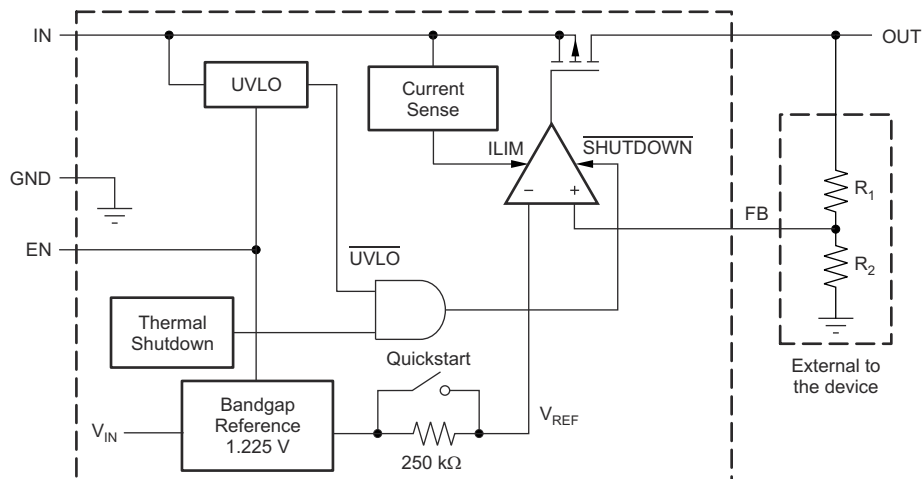 IN
OUT
UVLO
Current
Sense
ILIM
SHUTDOWN
GND
R1
FB
EN
UVLO
R2
Thermal
Shutdown
Quickstart
External to
the device
Bandgap
Reference
1.225 V
VIN
VREF
250 kΩ
− +